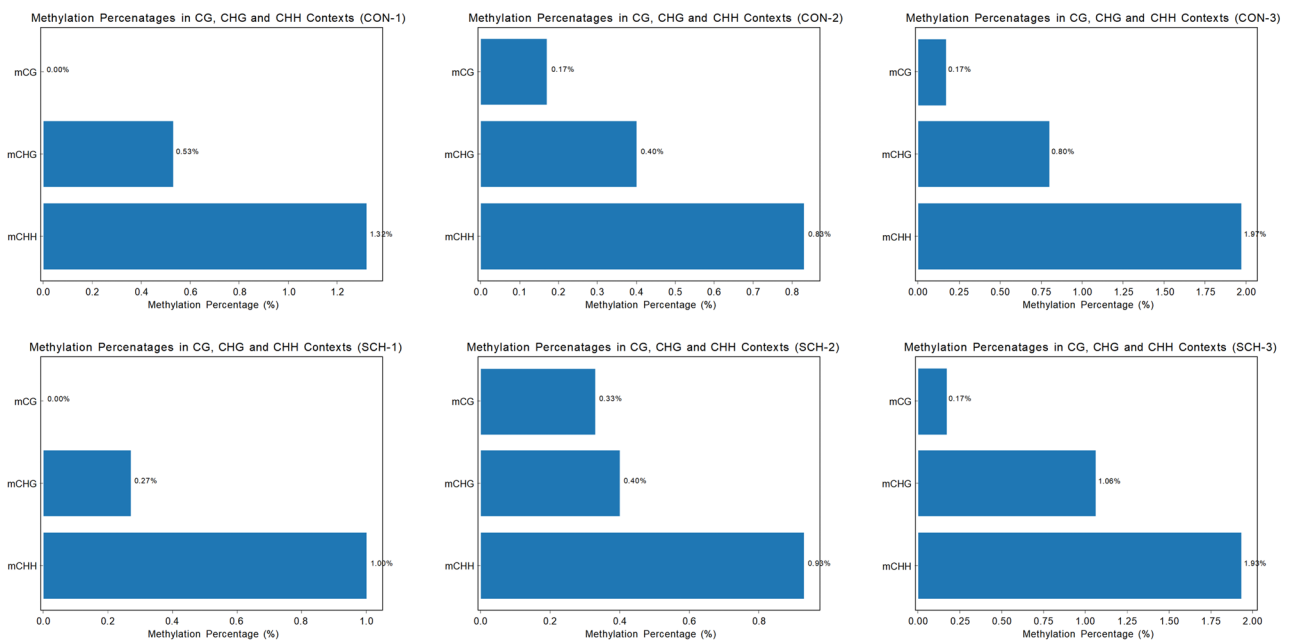 Methylation Percenatages in CG, CHG and CHH Contexts (CON-1)
mCG
0.00%
mCHG
0.53%
mCHH
1.32%
0.0 0.2 0.4 0.6 0.8 1.0 1.2
Methylation Percentage (%)
Methylation Percenatages in CG, CHG and CHH Contexts (CON-2)
mCG
0.17%
mCHG
0.40%
mCHH
0.83%
0.0 0.1 0.2 0.3 0.4 0.5 0.6 0.7 0.8
Methylation Percentage (%)
Methylation Percenatages in CG, CHG and CHH Contexts (CON-3)
mCG
0.17%
mCHG
0.80%
mCHH
1.97%
0.00 0.25 0.50 0.75 1.00 1.25 1.50 1.75 2.00
Methylation Percentage (%)
Methylation Percenatages in CG, CHG and CHH Contexts (SCH-1)
mCG
0.00%
mCHG
0.27%
mCHH
1.00%
0.0 0.2 0.4 0.6 0.8 1.0
Methylation Percentage (%)
Methylation Percenatages in CG, CHG and CHH Contexts (SCH-2)
mCG
0.33%
mCHG
0.40%
mCHH
0.93%
0.0 0.2 0.4 0.6 0.8
Methylation Percentage (%)
Methylation Percenatages in CG, CHG and CHH Contexts (SCH-3)
mCG
0.17%
mCHG
1.06%
mCHH
1.93%
0.00 0.25 0.50 0.75 1.00 1.25 1.50 1.75 2.00
Methylation Percentage (%)